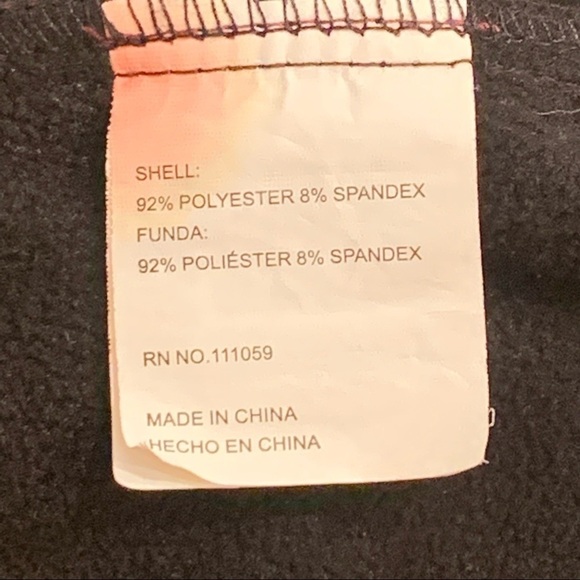 SHELL:
92% POLYESTER 8% SPANDEX
FUNDA:
92% POLIÉSTER 8% SPANDEX
RN NO.111059
MADE IN CHINA
HECHO EN CHINA